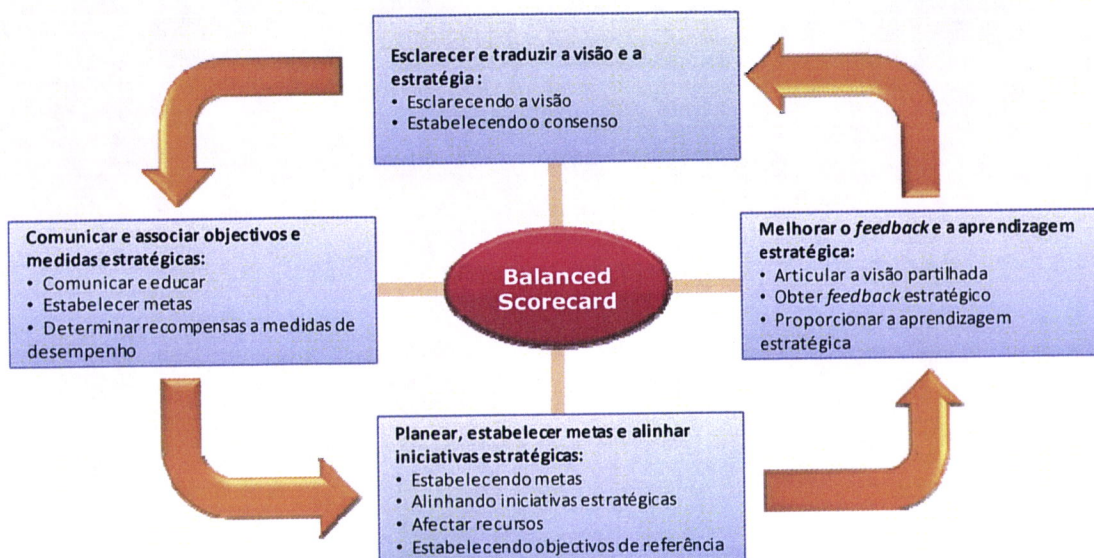 Esclarecer e traduzir a visão e a
estratégia :
• Esclarecendo a visão
• Estabelecendo o consenso
Comunicar e associar objectivos e
medidas estratégicas:
• Comunicar e educar
• Estabelecer metas
• Determinar recompensas a medidas de
desempenho
Balanced
Scorecard
Melhorar o feedback e a aprendizagem
estratégica:
• Articular a visão partilhada
• Obter feedback estratégico
• Proporcionar a aprendizagem
estratégica
Planear, estabelecer metas e alinhar
iniciativas estratégicas:
• Estabelecendo metas
• Alinhando iniciativas estratégicas
• Afectar recursos
• Estabelecendo objectivos de referência